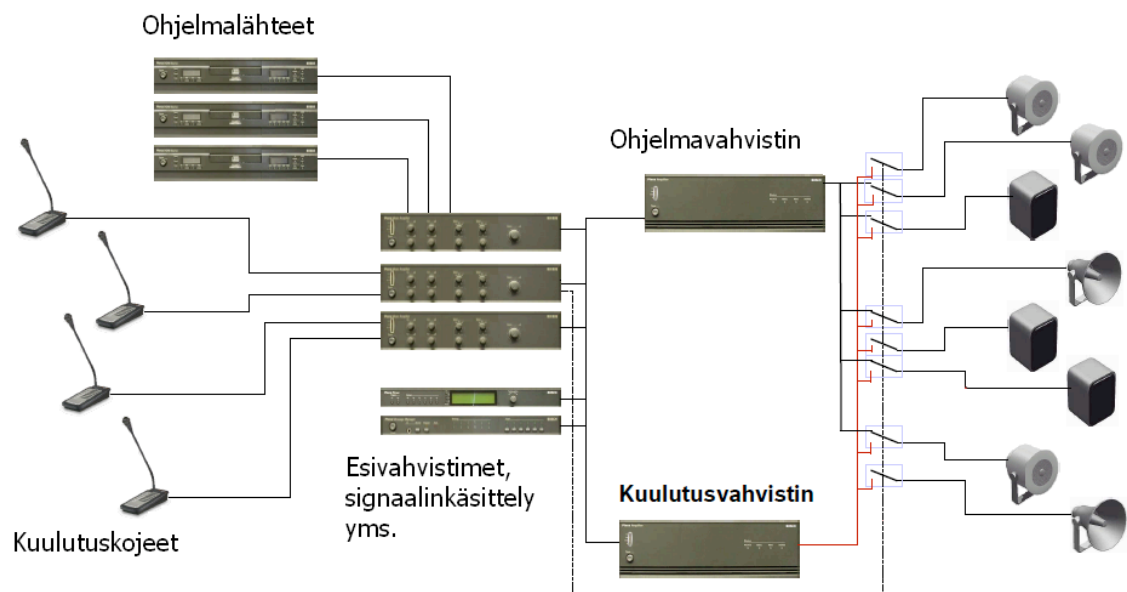 Ohjelmalähteet
Ohjelmavahvistin
Esivahvistimet,
signaalinkäsittely
yms.
Kuulutusvahvistin
Kuulutuskojeet